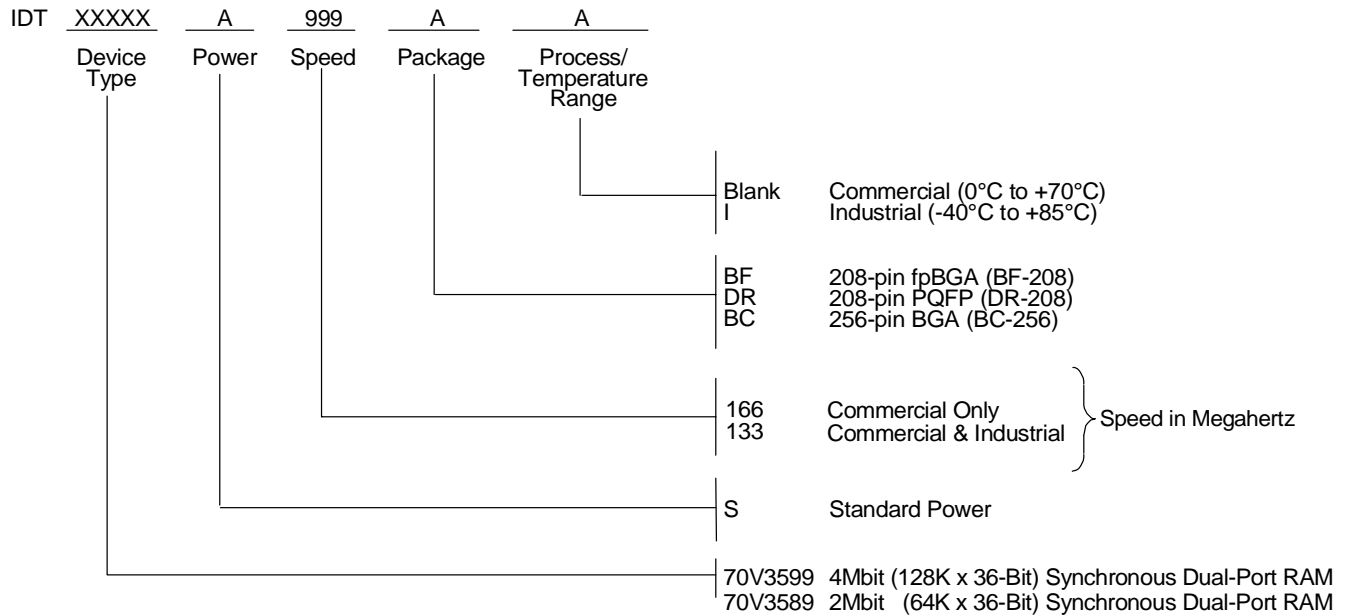 IDT XXXXX A 999 A A
Device Type Power Speed Package Process/ Temperature Range
Blank Commercial (0°C to +70°C)
I Industrial (-40°C to +85°C)
BF 208-pin fpBGA (BF-208)
DR 208-pin PQFP (DR-208)
BC 256-pin BGA (BC-256)
166 Commercial Only
133 Commercial & Industrial
Speed in Megahertz
S Standard Power
70V3599 4Mbit (128K x 36-Bit) Synchronous Dual-Port RAM
70V3589 2Mbit (64K x 36-Bit) Synchronous Dual-Port RAM